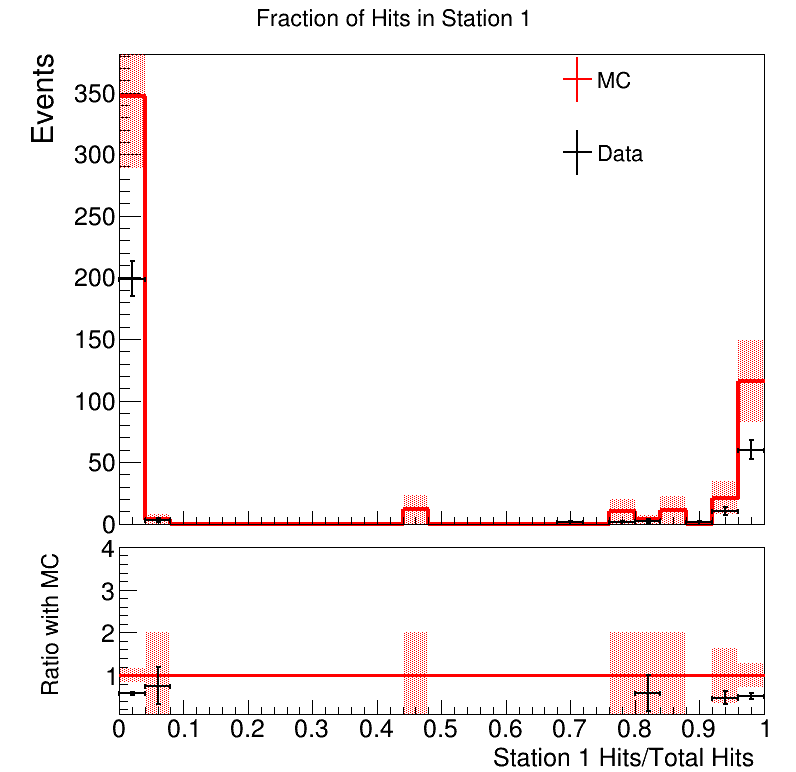 Fraction of Hits in Station 1
Events
350
300
250
200
150
100
50
0
MC
Data
Ratio with MC
4
3
2
1
0 0.1 0.2 0.3 0.4 0.5 0.6 0.7 0.8 0.9 1
Station 1 Hits/Total Hits